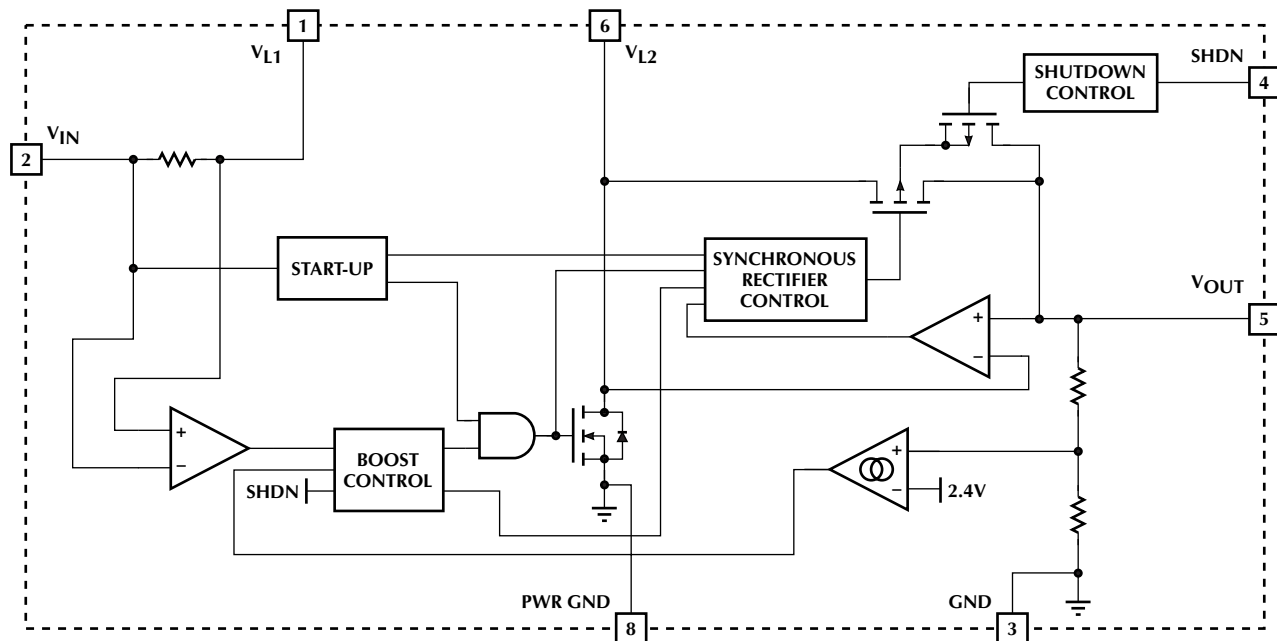 1
VL1
6
VL2
SHDN
4
SHUTDOWN
CONTROL
VIN
2
START-UP
SYNCHRONOUS
RECTIFIER
CONTROL
VOUT
5
+
−
+
−
BOOST
CONTROL
SHDN
+
−
2.4V
PWR GND
8
GND
3